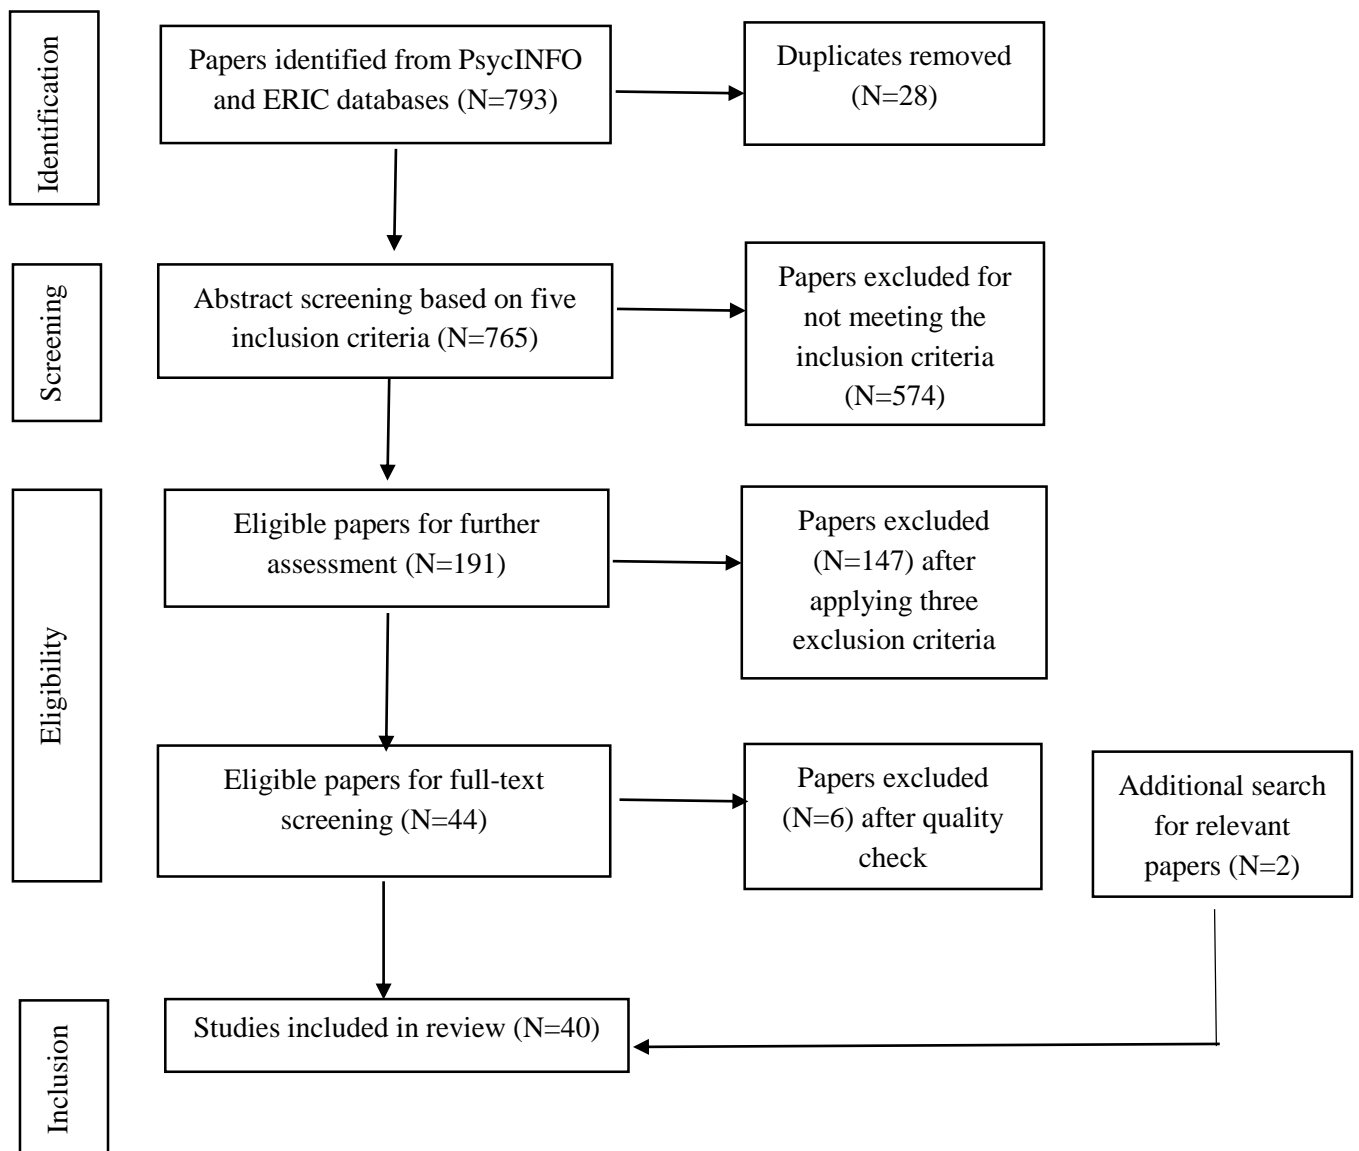 Identification
Papers identified from PsycINFO
and ERIC databases (N=793)
Duplicates removed
(N=28)
Screening
Abstract screening based on five
inclusion criteria (N=765)
Papers excluded for
not meeting the
inclusion criteria
(N=574)
Eligibility
Eligible papers for further
assessment (N=191)
Papers excluded
(N=147) after
applying three
exclusion criteria
Eligible papers for full-text
screening (N=44)
Papers excluded
(N=6) after quality
check
Additional search
for relevant
papers (N=2)
Inclusion
Studies included in review (N=40)